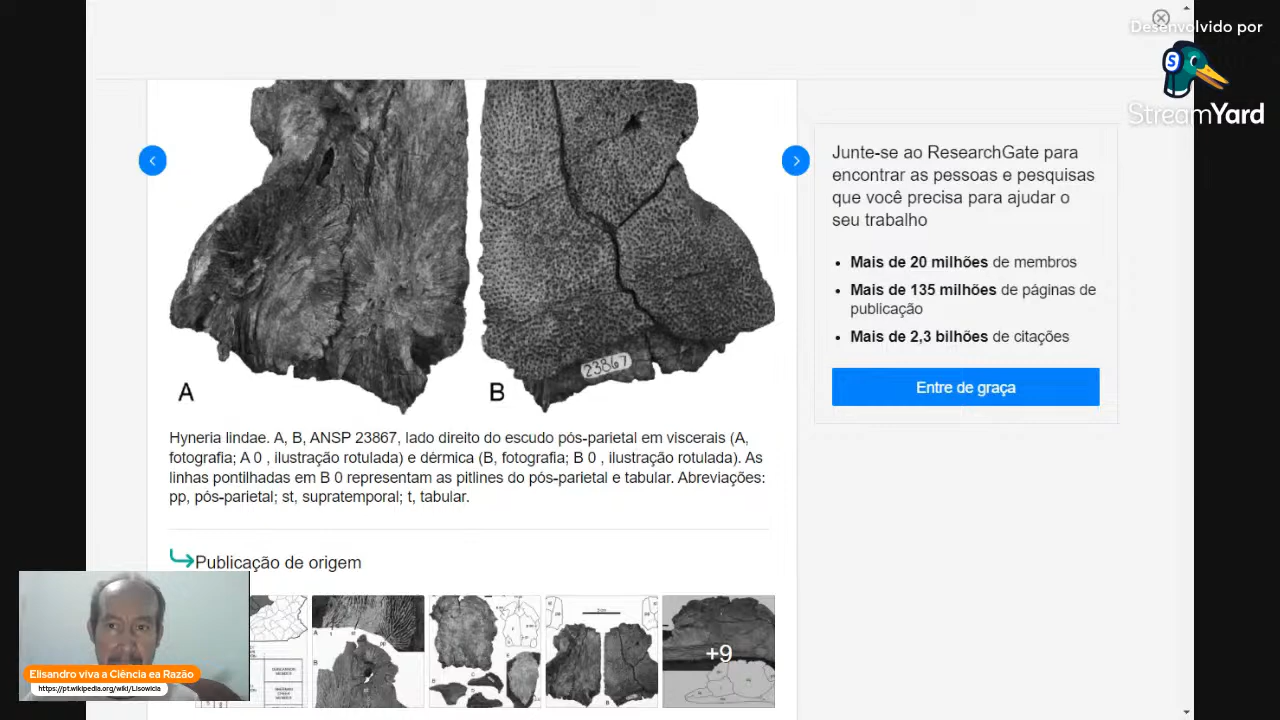 Desenvolvido por
StreamYard
Junte-se ao ResearchGate para
encontrar as pessoas e pesquisas
que você precisa para ajudar o
seu trabalho
Mais de 20 milhões de membros
Mais de 135 milhões de páginas de
publicação
Mais de 2,3 bilhões de citações
Entre de graça
23867
A
B
Hyneria lindae. A, B, ANSP 23867, lado direito do escudo pós-parietal em viscerais (A,
fotografia; A 0 , ilustração rotulada) e dérmica (B, fotografia; B 0 , ilustração rotulada). As
linhas pontilhadas em B 0 representam as pitlines do pós-parietal e tabular. Abreviações:
pp, pós-parietal; st, supratemporal; t, tabular.
Publicação de origem
+9
Elisandro viva a Ciência ea Razão
https://pt.wikipedia.org/wiki/Lisowicia